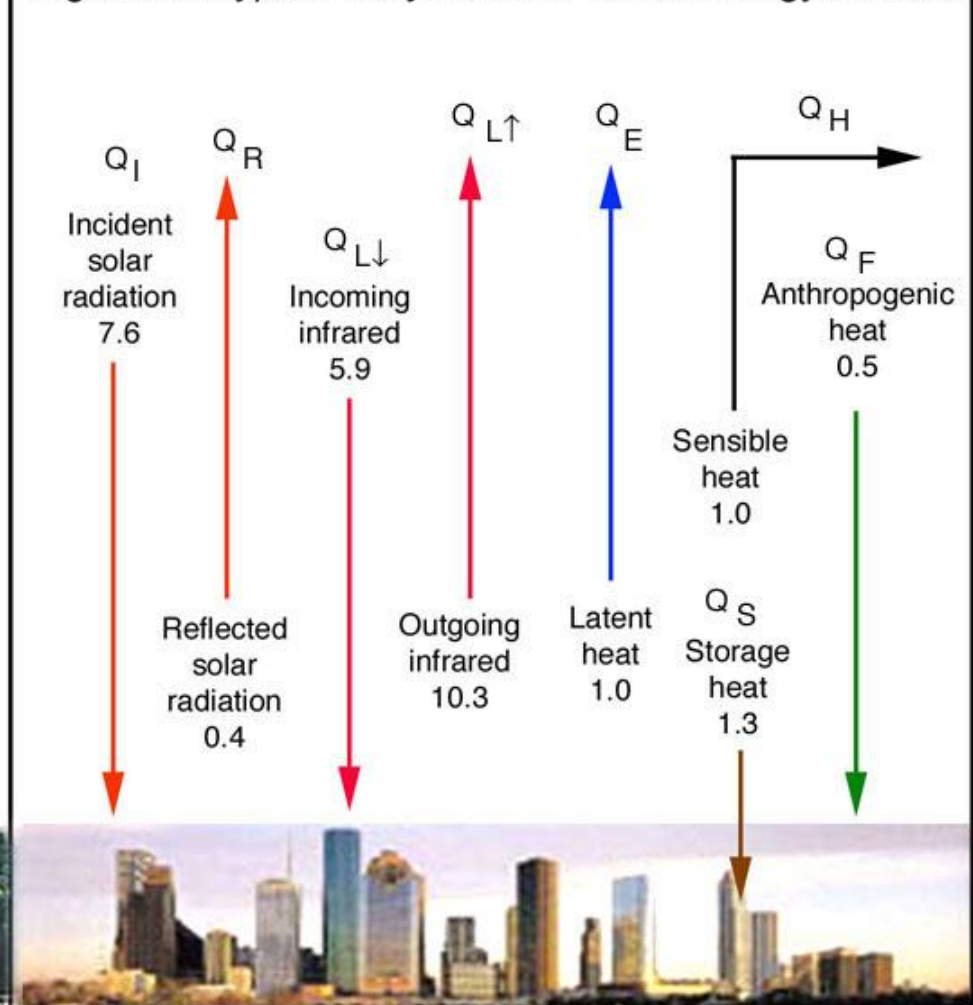 Q I
Incident
solar
radiation
7.6
Q R
Reflected
solar
radiation
0.4
Q L↓
Incoming
infrared
5.9
Q L↑
Outgoing
infrared
10.3
Q E
Latent
heat
1.0
Q H
Sensible
heat
1.0
Q S
Storage
heat
1.3
Q F
Anthropogenic
heat
0.5